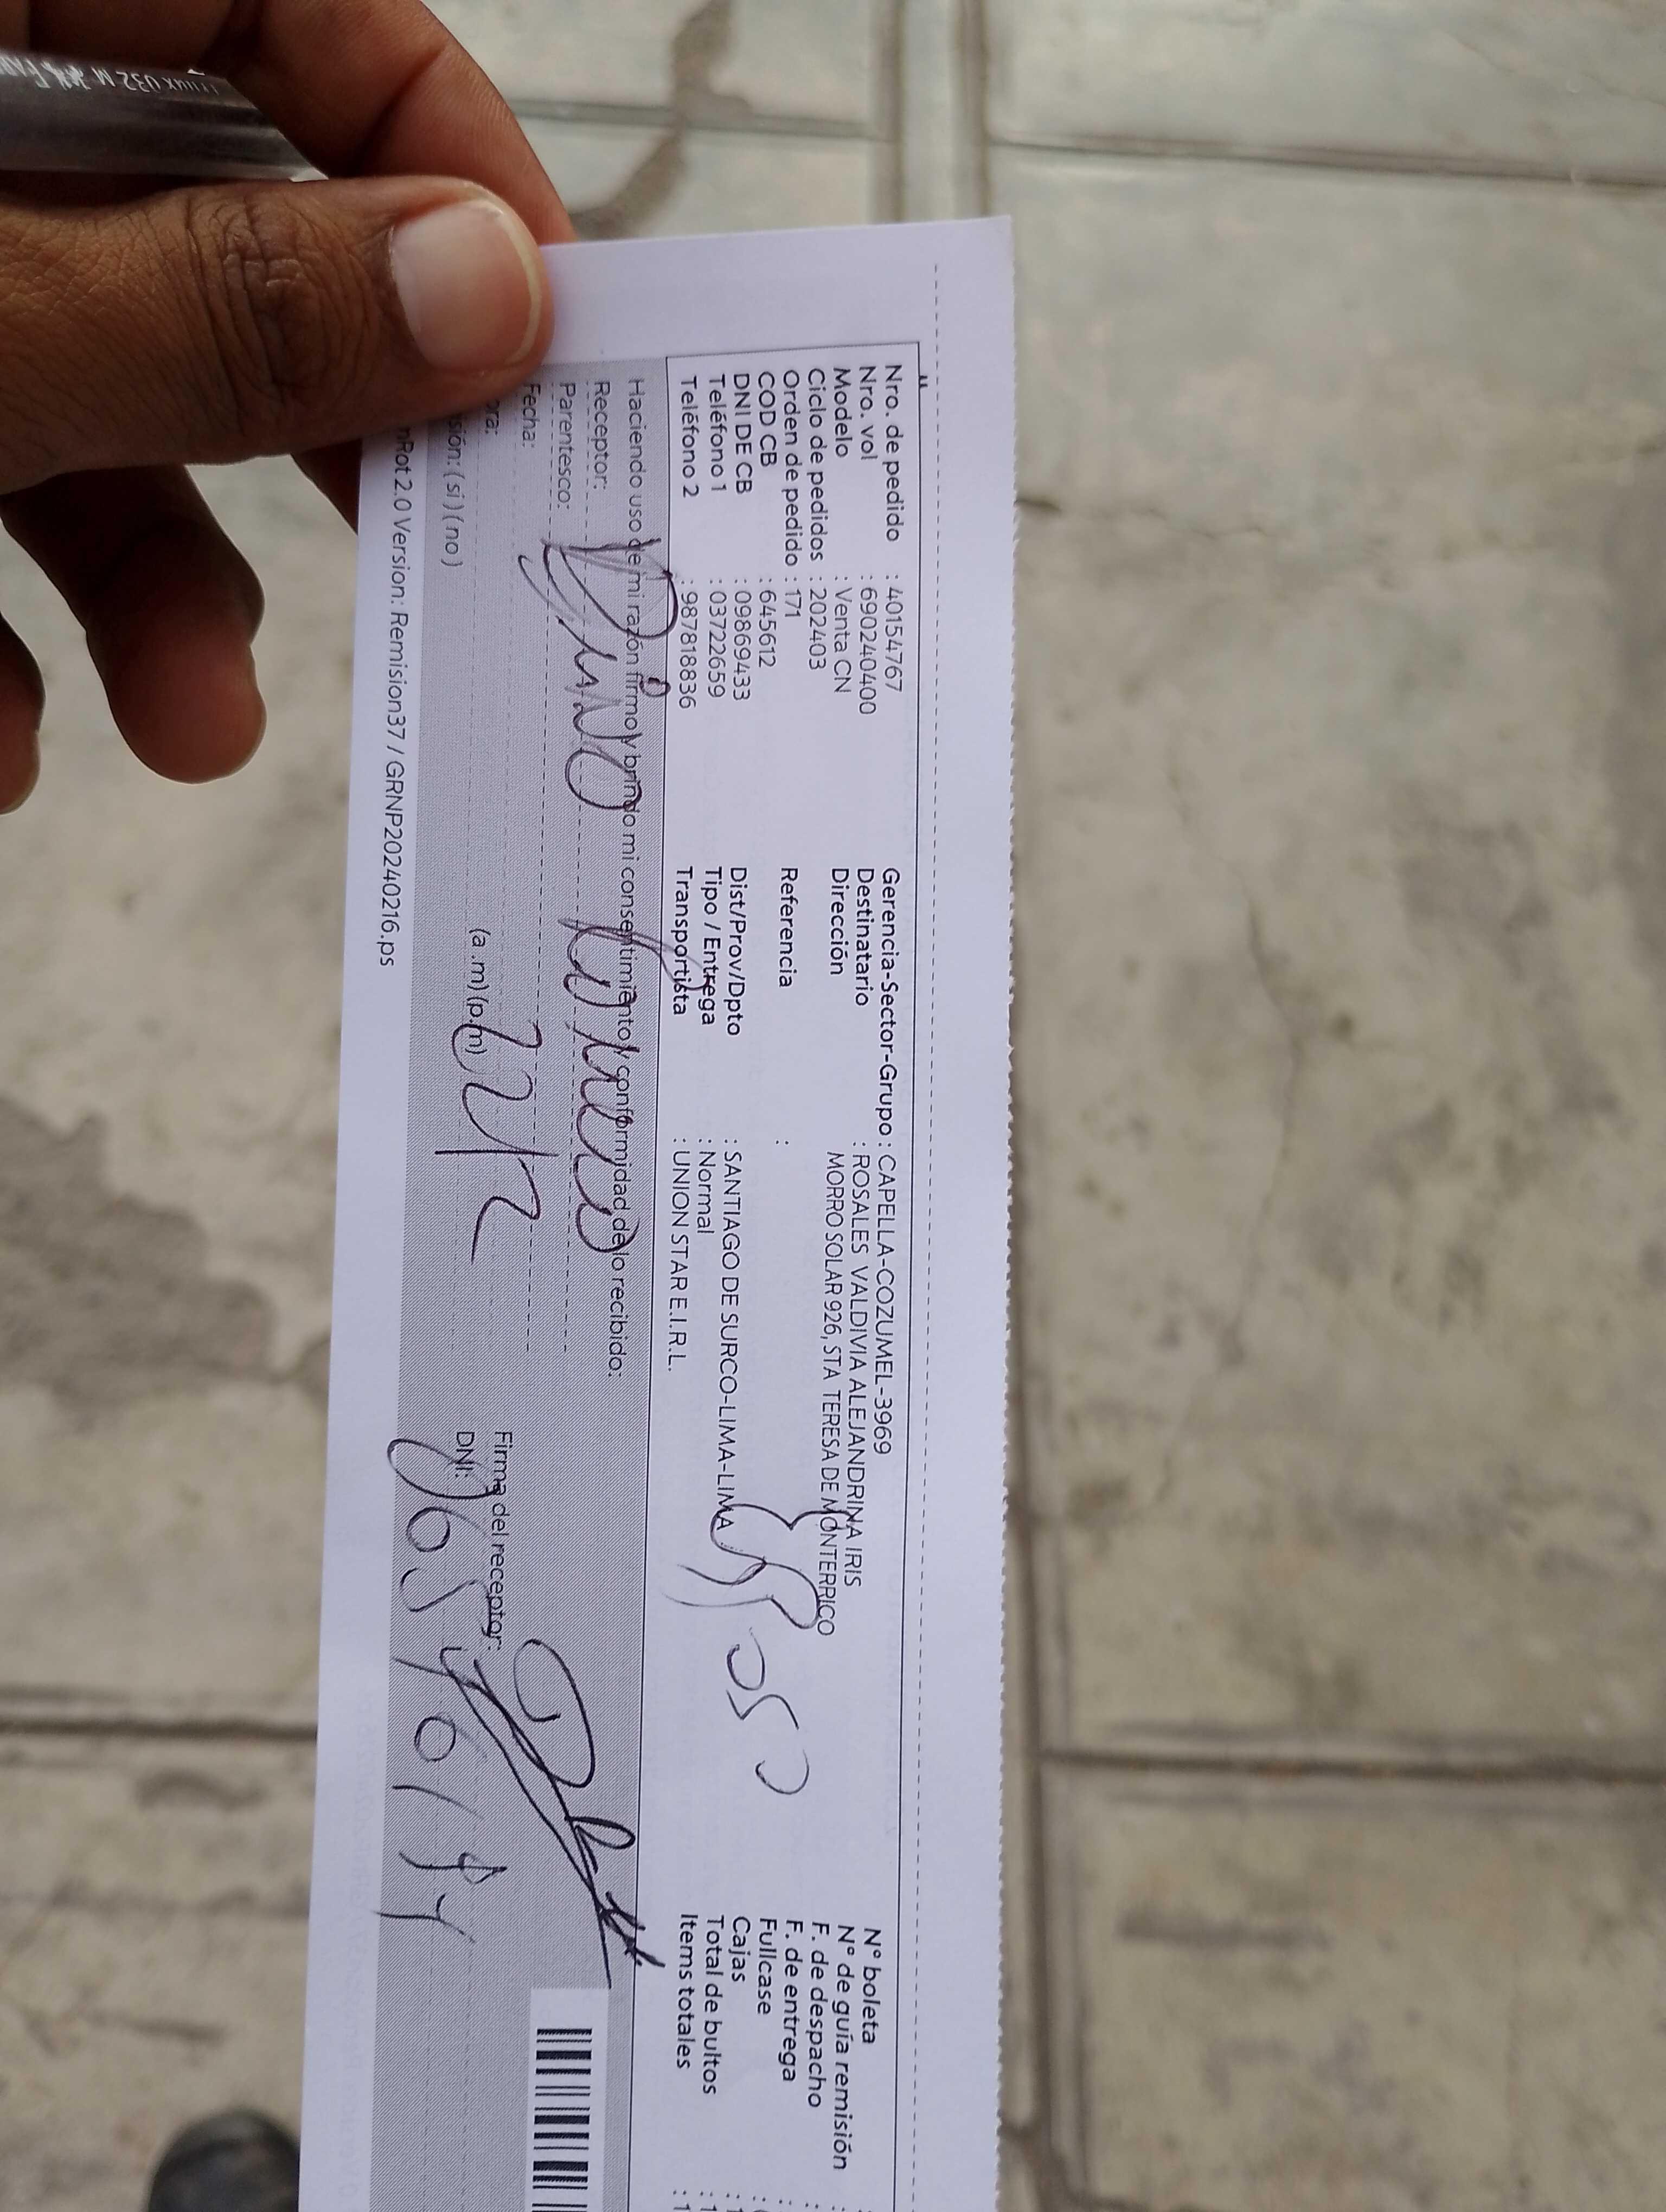 Nro. de pedido : 40154767
Nro. vol : 690240400
Modelo : Venta CN
Ciclo de pedidos : 202403
Orden de pedido : 171
COD CB : 645612
DNI DE CB : 09869433
Teléfono 1 : 03722659
Teléfono 2 : 987818836
Gerencia-Sector-Grupo : CAPELLA-COZUMEL-3969
Destinatario : ROSALES VALDIVIA ALEJANDRINA IRIS
Dirección MORRO SOLAR 926, STA TERESA DE MONTERRICO
Referencia :
Dist/Prov/Dpto : SANTIAGO DE SURCO-LIMA-LIMA
Tipo / Entrega : Normal
Transportista : UNION STAR E.I.R.L.
N° boleta :
N° de guía remisión :
F. de despacho :
F. de entrega :
Fullcase :
Cajas :
Total de bultos : 1
Items totales : 1
Haciendo uso de mi razón firmo y brindo mi consentimiento y conformidad de lo recibido:
Receptor:
Parentesco:
Fecha:
(a .m) (p.m)
(si) (no)
Firma del receptor:
DNI:
2.0 Version: Remision37 / GRNP20240216.ps